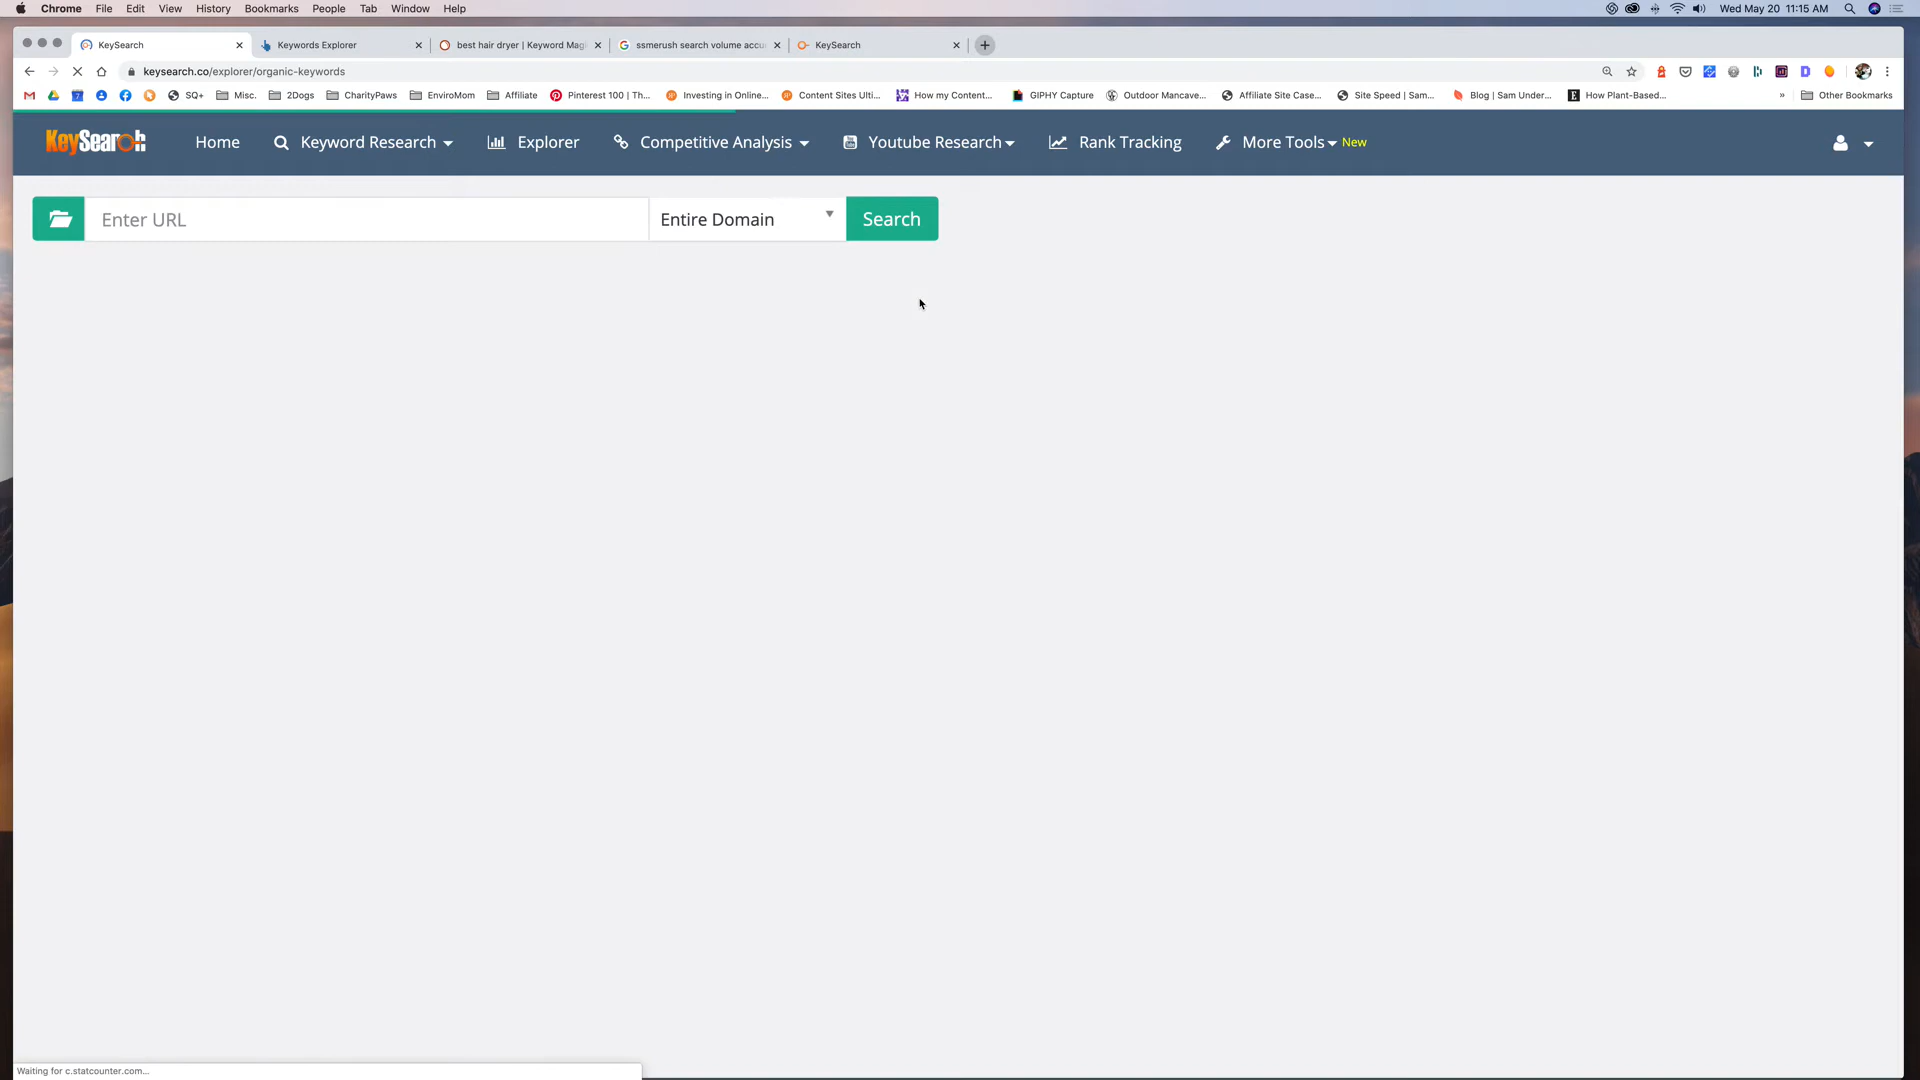 Chrome File Edit View History Bookmarks People Tab Window Help Wed May 20 11:15 AM
KeySearch Keywords Explorer best hair dryer | Keyword Mag ssmerush search volume accu KeySearch
keysearch.co/explorer/organic-keywords
SQ+ Misc. 2Dogs CharityPaws EnviroMom Affiliate Pinterest 100 | Th... Investing in Online... Content Sites Ulti... How my Content... GIPHY Capture Outdoor Mancave... Affiliate Site Case... Site Speed | Sam... Blog | Sam Under... How Plant-Based... » Other Bookmarks
KeySearch Home Keyword Research Explorer Competitive Analysis Youtube Research Rank Tracking More Tools New
Enter URL Entire Domain Search
Waiting for c.statcounter.com...